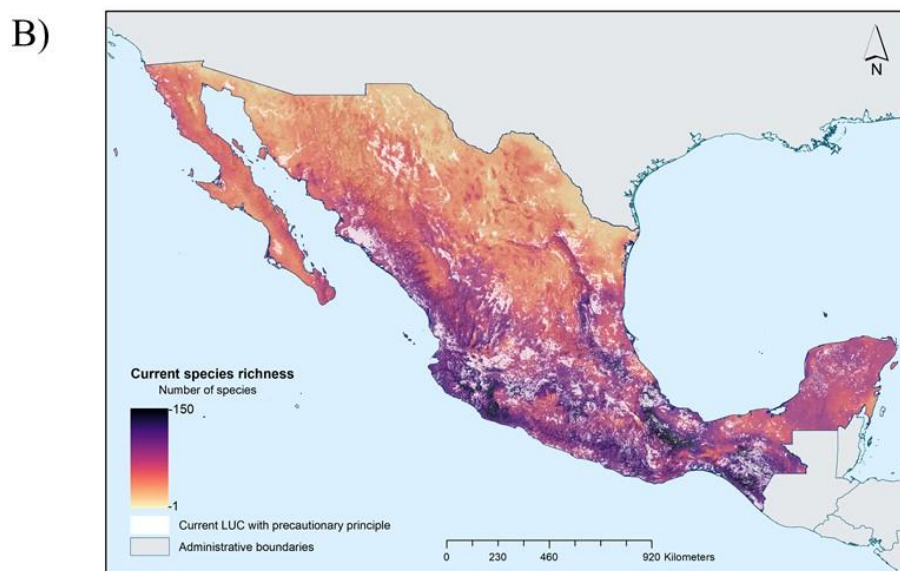 B)
N
Current species richness
Number of species
150
1
Current LUC with precautionary principle
Administrative boundaries
0 230 460 920 Kilometers